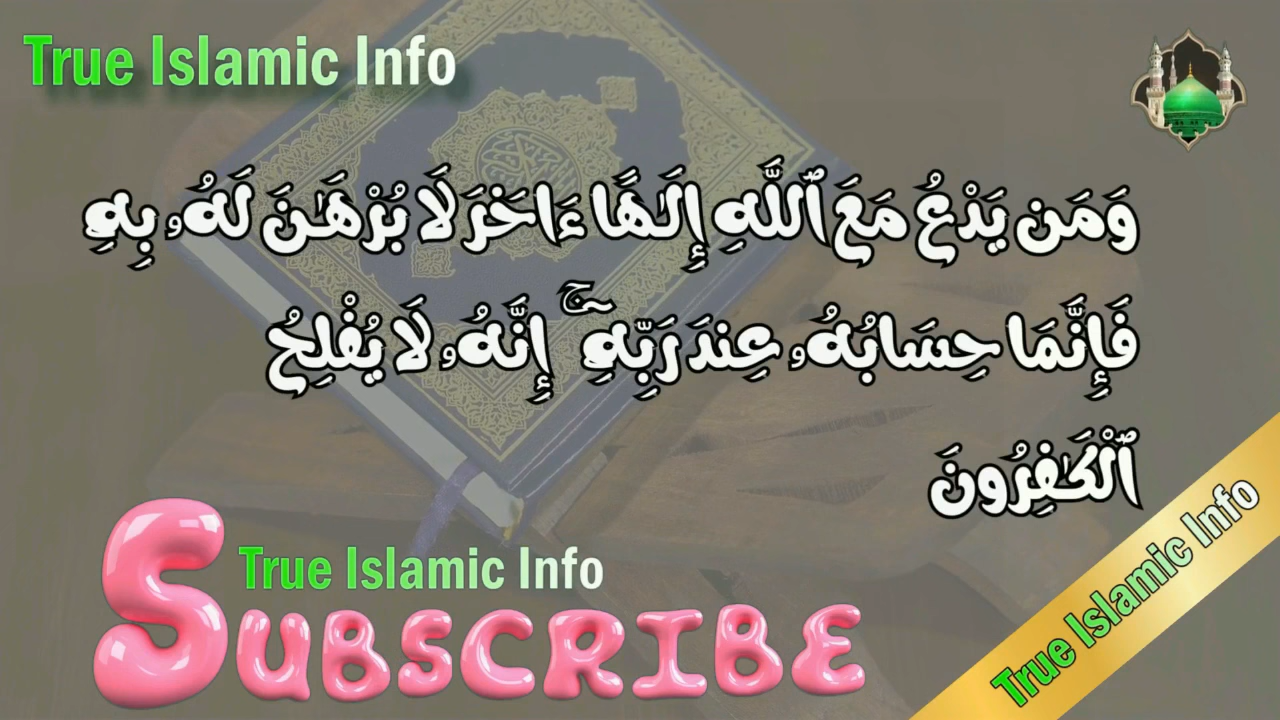 True Islamic Info
وَمَن يَدْعُ مَعَ ٱللَّهِ إِلَـٰهًا ءَاخَرَ لَا بُرْهَـٰنَ لَهُۥ بِهِۦ
فَإِنَّمَا حِسَابُهُۥ عِندَ رَبِّهِۦٓ ۚ إِنَّهُۥ لَا يُفْلِحُ
ٱلْكَـٰفِرُونَ
True Islamic Info
SUBSCRIBE
True Islamic Info